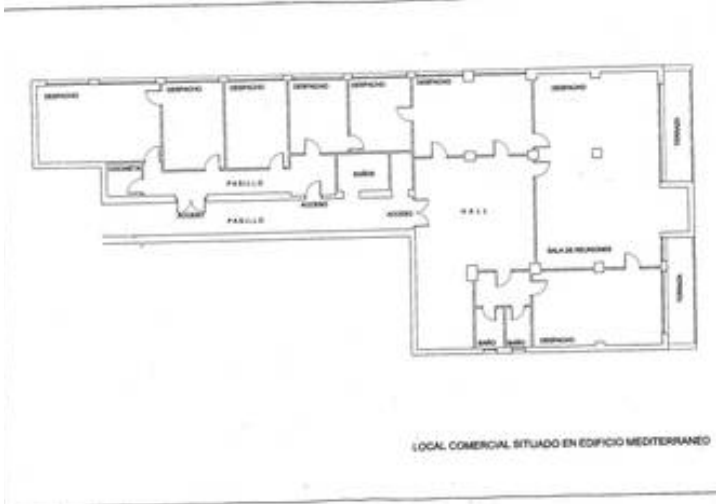 DESPACHO
DESPACHO
DESPACHO
DESPACHO
DESPACHO
DESPACHO
DESPACHO
TERRAZA
COCINETA
PASILLO
BAÑOS
ACCESO
ACCESO
ACCESO
PASILLO
HALL
SALA DE REUNIONES
TERRAZA
BAÑO
BAÑO
DESPACHO
LOCAL COMERCIAL SITUADO EN EDIFICIO MEDITERRANEO